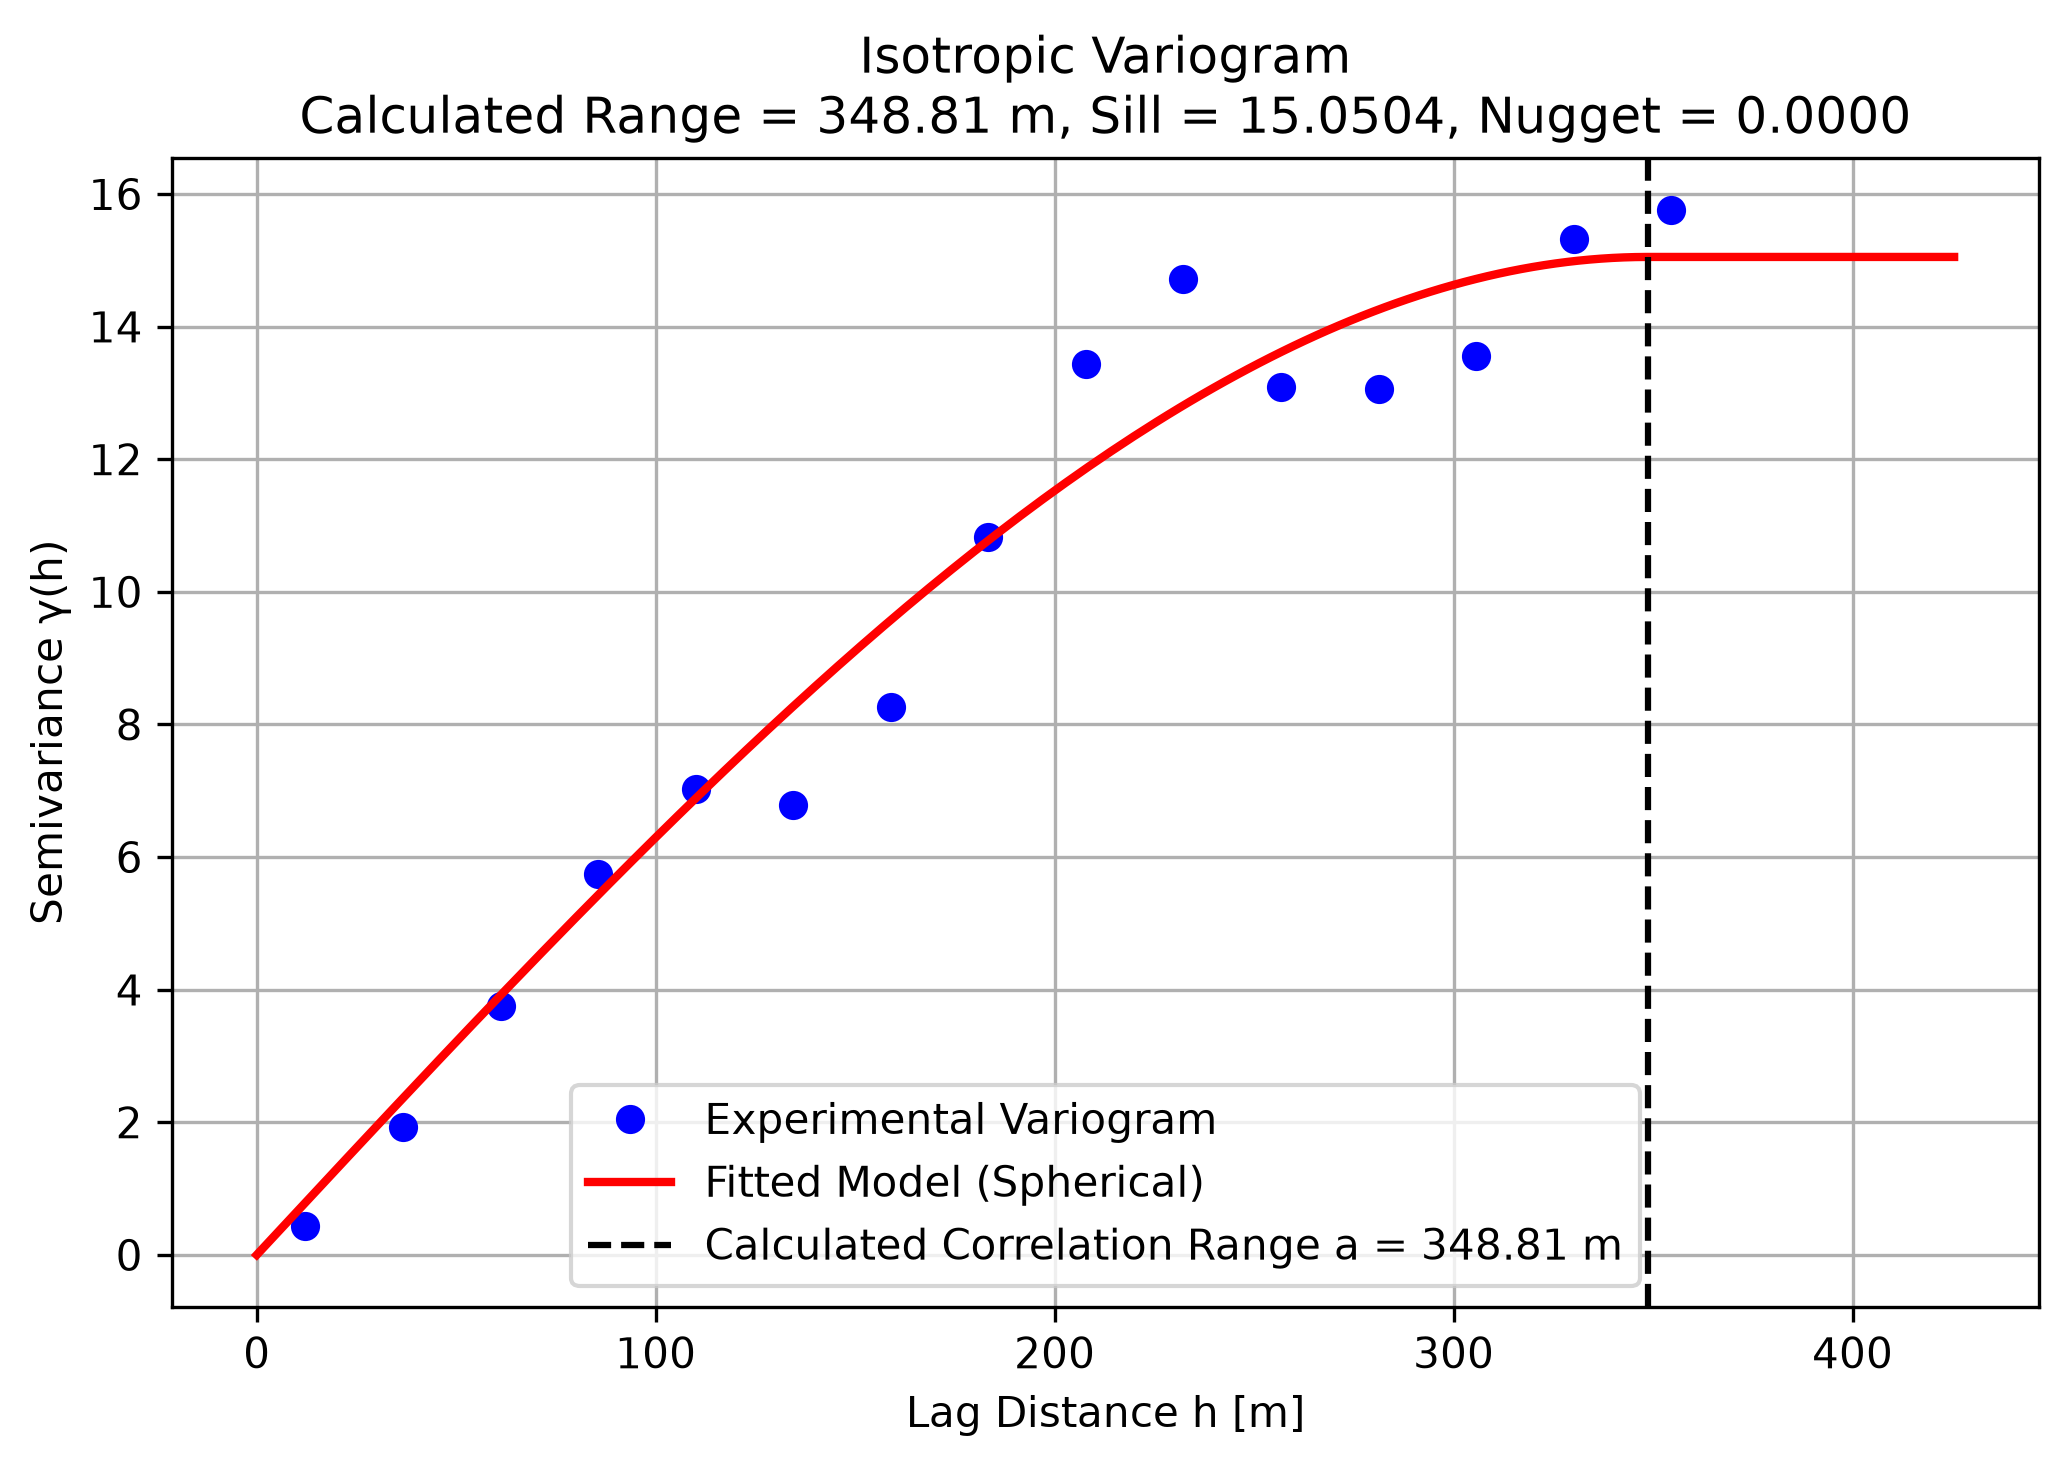 Isotropic Variogram
Calculated Range = 348.81 m, Sill = 15.0504, Nugget = 0.0000
16
14
12
10
8
6
4
2
0
Semivariance γ(h)
Experimental Variogram
Fitted Model (Spherical)
Calculated Correlation Range a = 348.81 m
0 100 200 300 400
Lag Distance h [m]